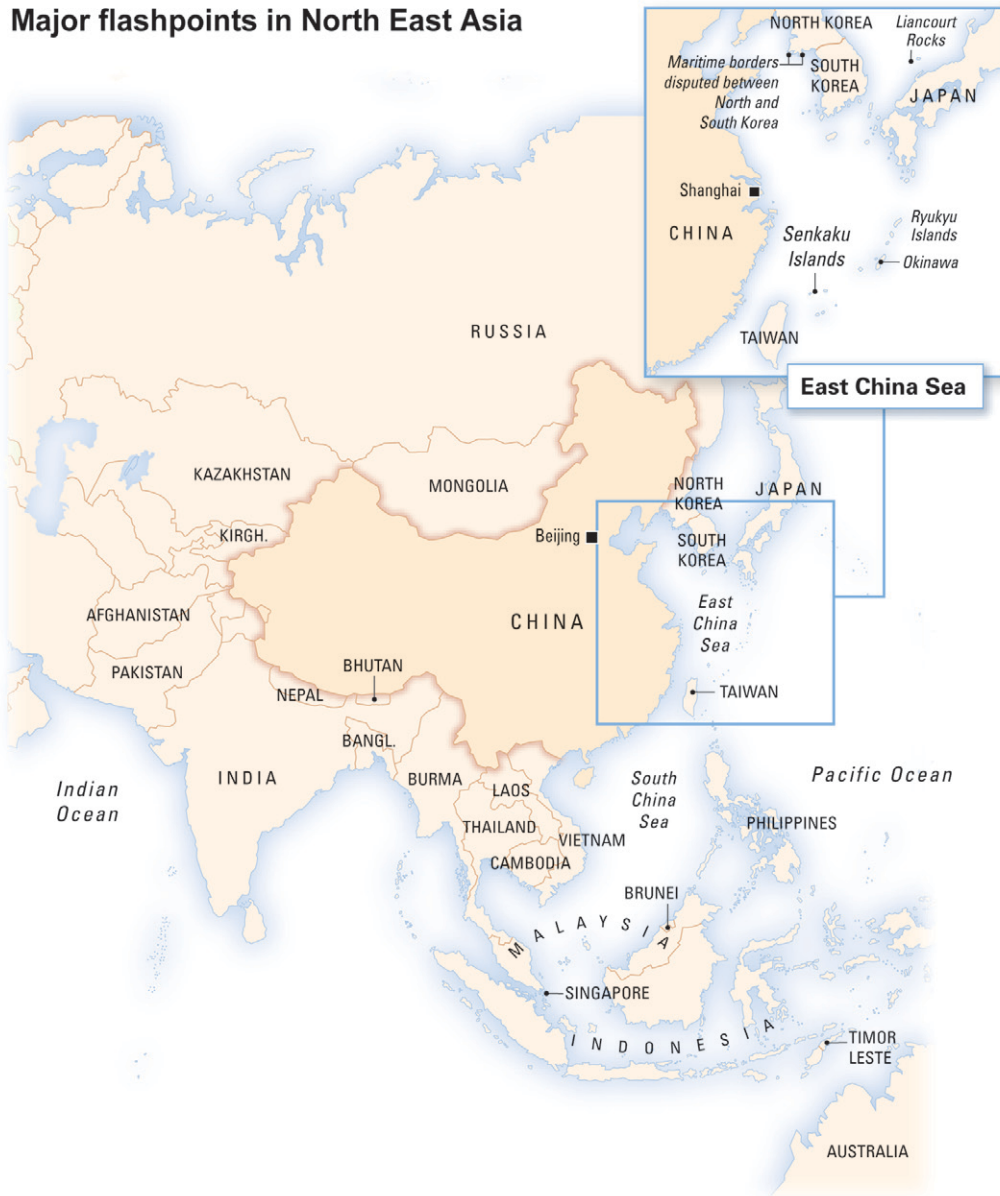 Major flashpoints in North East Asia
NORTH KOREA
Liancourt
Rocks
Maritime borders
disputed between
North and
South Korea
SOUTH
KOREA
JAPAN
Shanghai
CHINA
Senkaku
Islands
Ryukyu
Islands
Okinawa
TAIWAN
East China Sea
RUSSIA
KAZAKHSTAN
MONGOLIA
NORTH
KOREA
JAPAN
KIRGH.
Beijing
SOUTH
KOREA
AFGHANISTAN
CHINA
East
China
Sea
PAKISTAN
BHUTAN
NEPAL
TAIWAN
BANGL.
INDIA
BURMA
LAOS
Indian
Ocean
South
China
Sea
Pacific Ocean
THAILAND
VIETNAM
PHILIPPINES
CAMBODIA
BRUNEI
MALAYSIA
SINGAPORE
INDONESIA
TIMOR
LESTE
AUSTRALIA